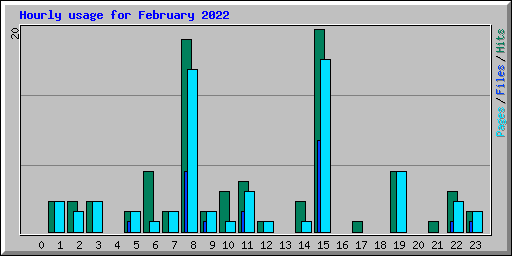 Hourly usage for February 2022
20
Pages/Files/Hits
0 1 2 3 4 5 6 7 8 9 10 11 12 13 14 15 16 17 18 19 20 21 22 23